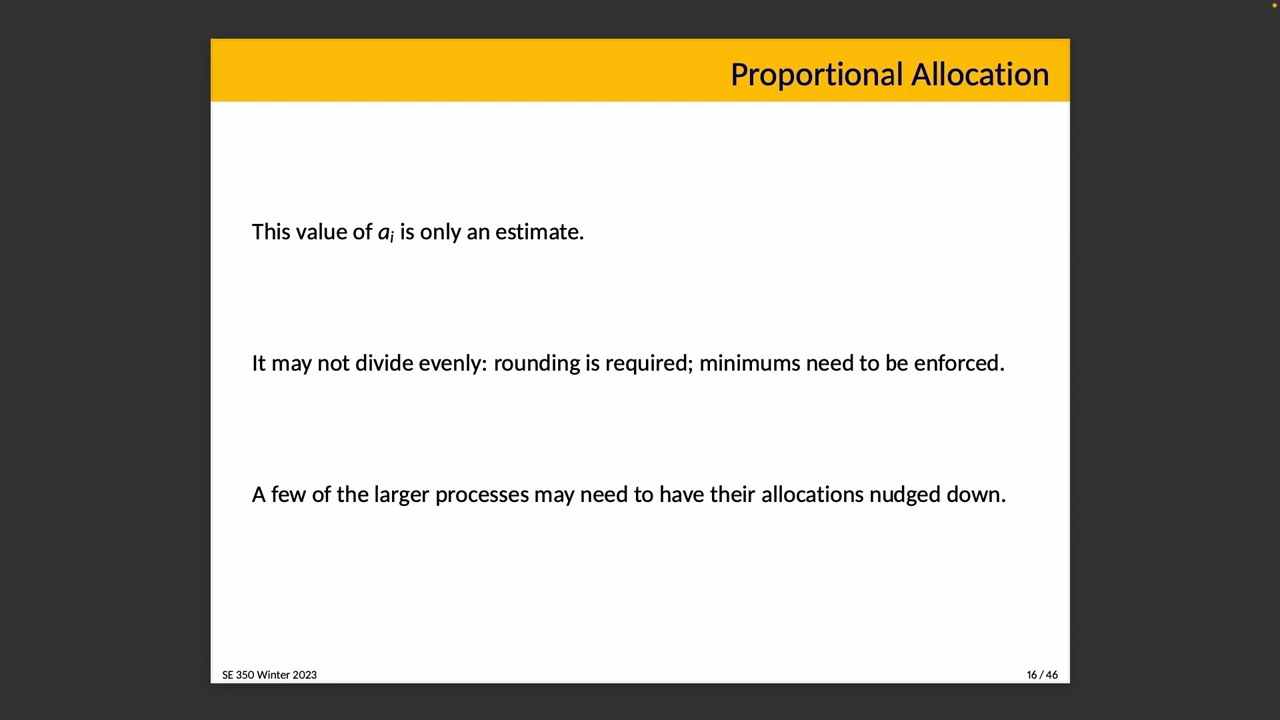 Proportional Allocation
This value of aᵢ is only an estimate.
It may not divide evenly: rounding is required; minimums need to be enforced.
A few of the larger processes may need to have their allocations nudged down.
SE 350 Winter 2023
16 / 46